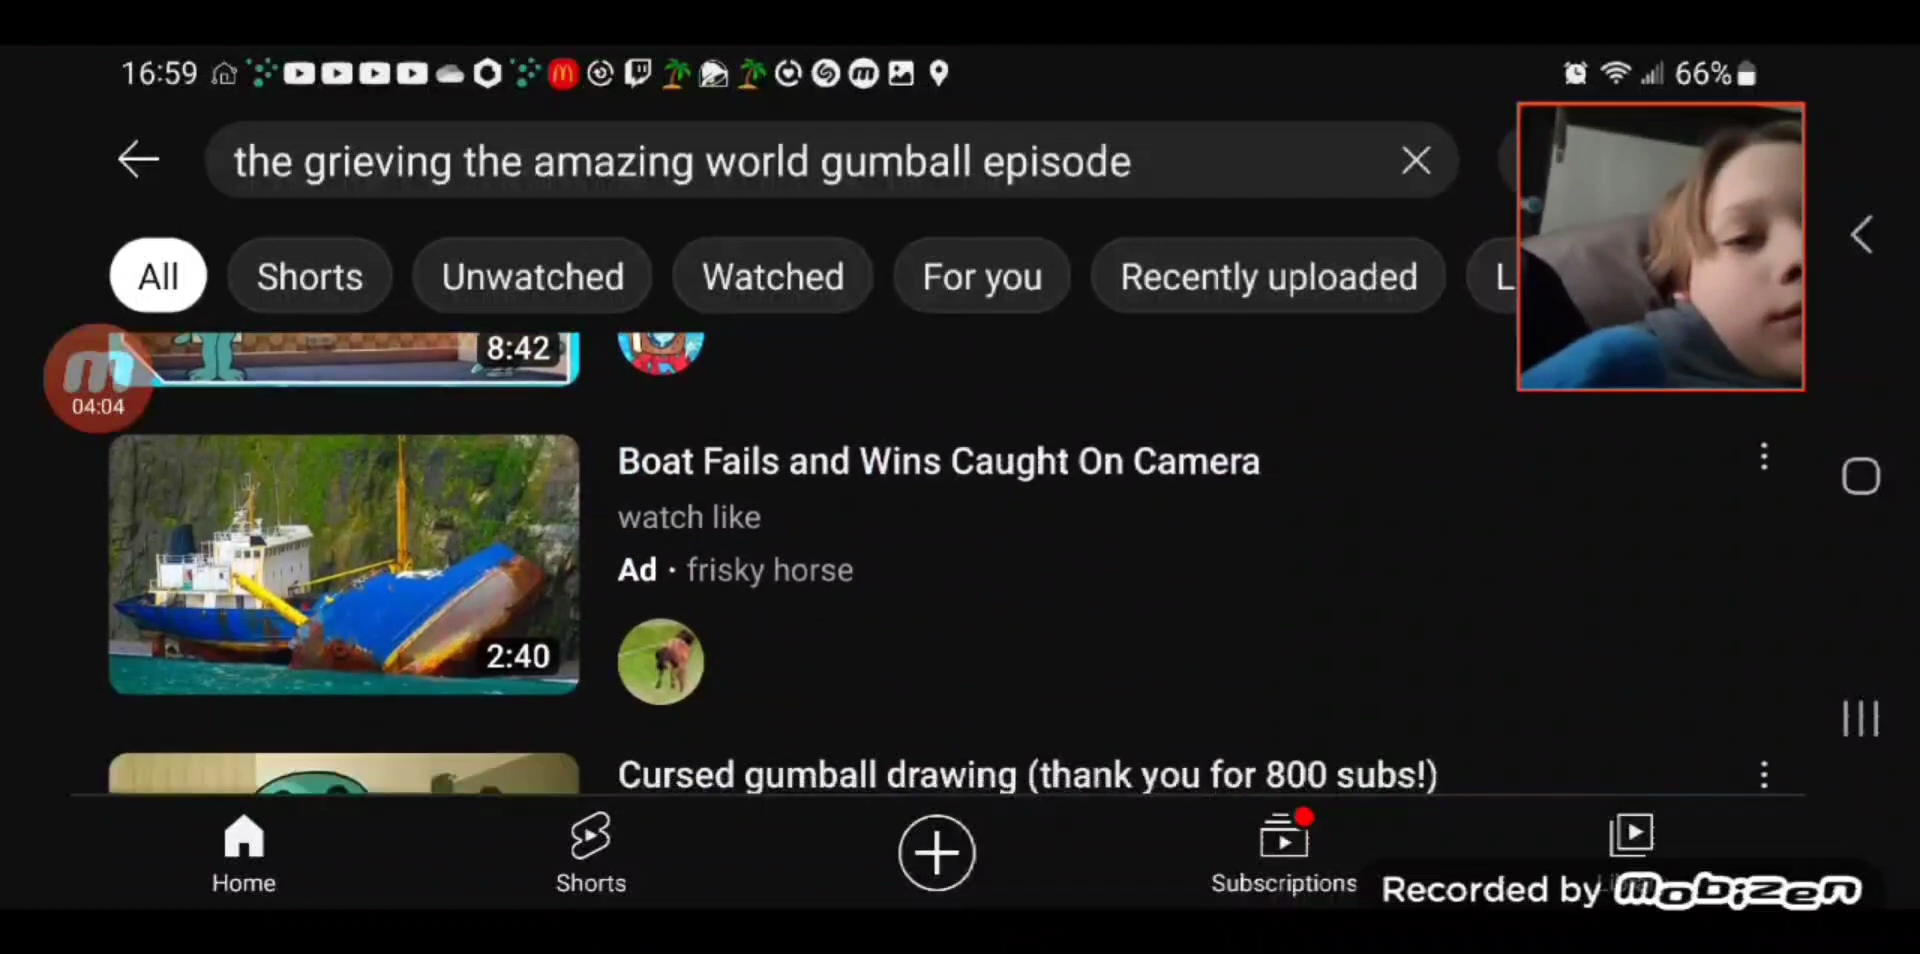 16:59
66%
the grieving the amazing world gumball episode
All
Shorts
Unwatched
Watched
For you
Recently uploaded
L
8:42
04:04
Boat Fails and Wins Caught On Camera
watch like
Ad · frisky horse
2:40
Cursed gumball drawing (thank you for 800 subs!)
Home
Shorts
Subscriptions
Recorded by mobizen